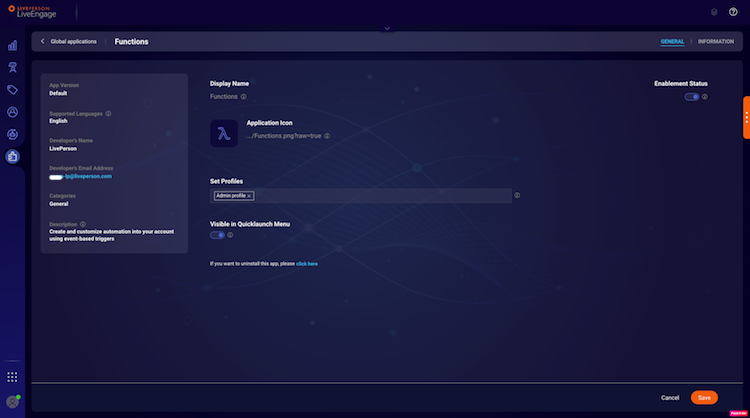 LIVEPERSON
LiveEngage
Global applications
Functions
GENERAL
INFORMATION
App Version
Default
Supported Languages
English
Developer's Name
LivePerson
Developer's Email Address
lp@liveperson.com
Categories
General
Description
Create and customize automation into your account
using event-based triggers
Display Name
Functions
Enablement Status
Application Icon
λ
.../Functions.png?raw=true
Set Profiles
Admin profile ×
Visible in Quicklaunch Menu
If you want to uninstall this app, please click here
Cancel
Save